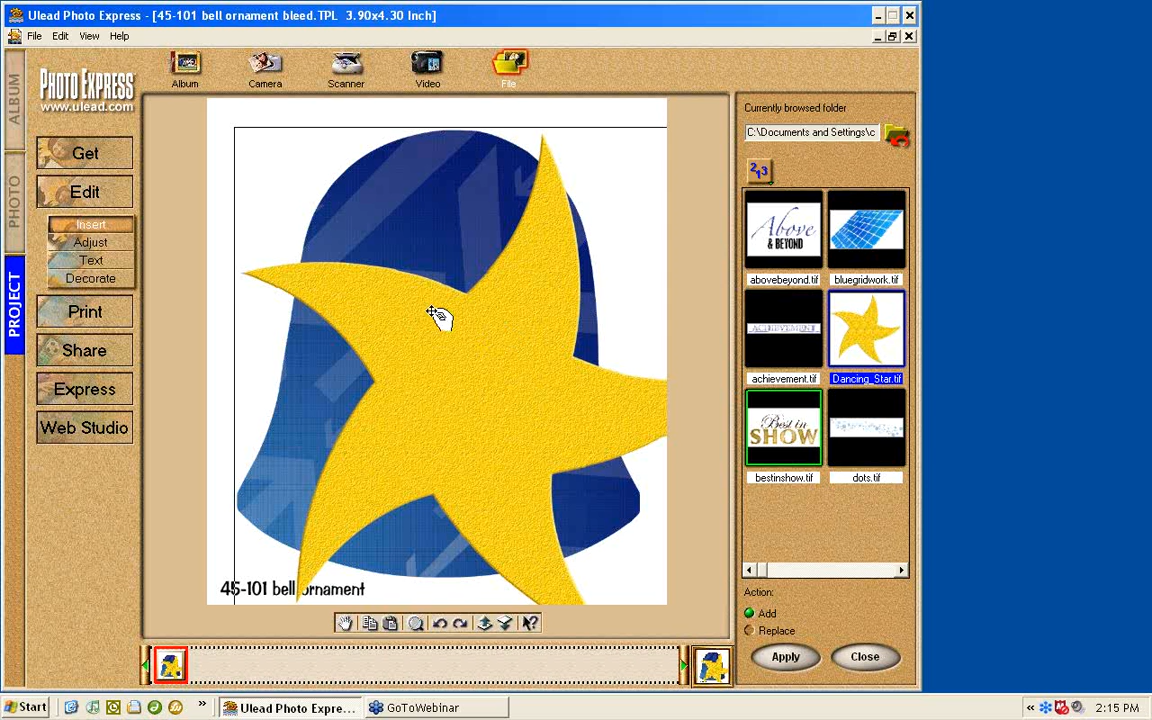 Ulead Photo Express - [45-101 bell ornament bleed.TPL 3.90x4.30 Inch]
File Edit View Help
ALBUM
PHOTO
PROJECT
PHOTO EXPRESS
www.ulead.com
Album
Camera
Scanner
Video
File
Get
Edit
Insert
Adjust
Text
Decorate
Print
Share
Express
Web Studio
45-101 bell ornament
Currently browsed folder
C:\Documents and Settings\c
213
Above & BEYOND
abovebeyond.tif
bluegridwork.tif
ACHIEVEMENT
achievement.tif
Dancing_Star.tif
Best in SHOW
bestinshow.tif
dots.tif
Action:
Add
Replace
Apply
Close
Start
Ulead Photo Expre...
GoToWebinar
2:15 PM